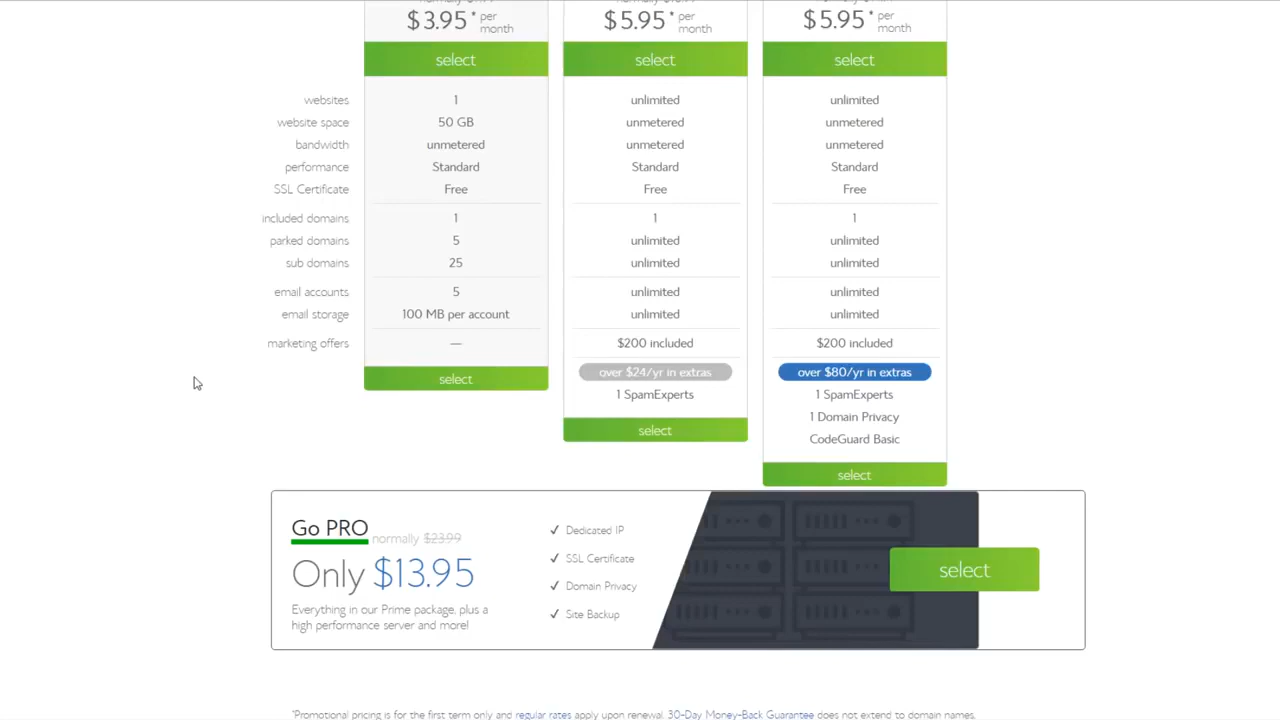 $3.95 * per month
$5.95 * per month
$5.95 * per month
select select select
websites 1 unlimited unlimited
website space 50 GB unmetered unmetered
bandwidth unmetered unmetered unmetered
performance Standard Standard Standard
SSL Certificate Free Free Free
included domains 1 1 1
parked domains 5 unlimited unlimited
sub domains 25 unlimited unlimited
email accounts 5 unlimited unlimited
email storage 100 MB per account unlimited unlimited
marketing offers — $200 included $200 included
select over $24/yr in extras over $80/yr in extras
1 SpamExperts 1 SpamExperts
select 1 Domain Privacy
CodeGuard Basic
select
Go PRO normally $23.99
Only $13.95
Everything in our Prime package, plus a
high performance server and more!
✓ Dedicated IP
✓ SSL Certificate
✓ Domain Privacy
✓ Site Backup
select
*Promotional pricing is for the first term only and regular rates apply upon renewal. 30-Day Money-Back Guarantee does not extend to domain names,